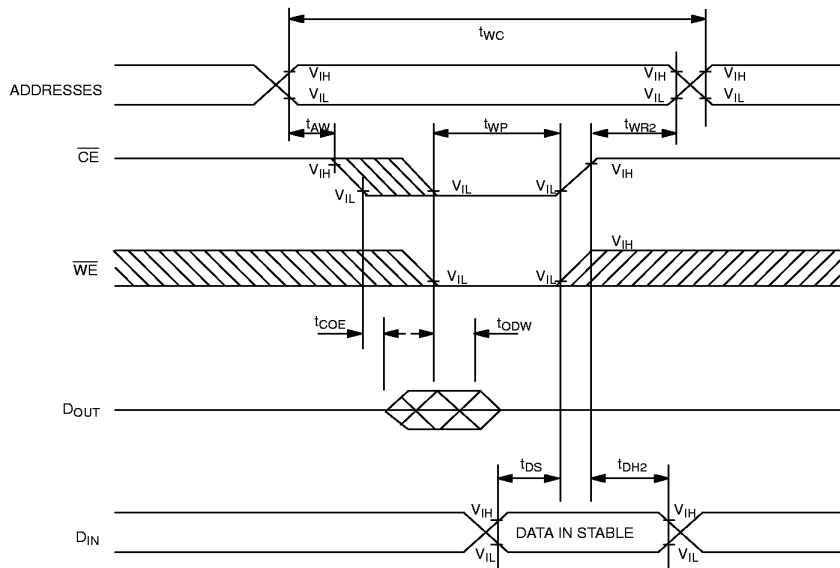 tWC
ADDRESSES VIH VIH VIH
VIL VIL VIL
tAW tWP tWR2
CE VIH VIH
VIL VIL VIL
VIH
WE VIL VIL
tCOE tODW
DOUT
tDS tDH2
VIH VIH
DIN DATA IN STABLE
VIL VIL